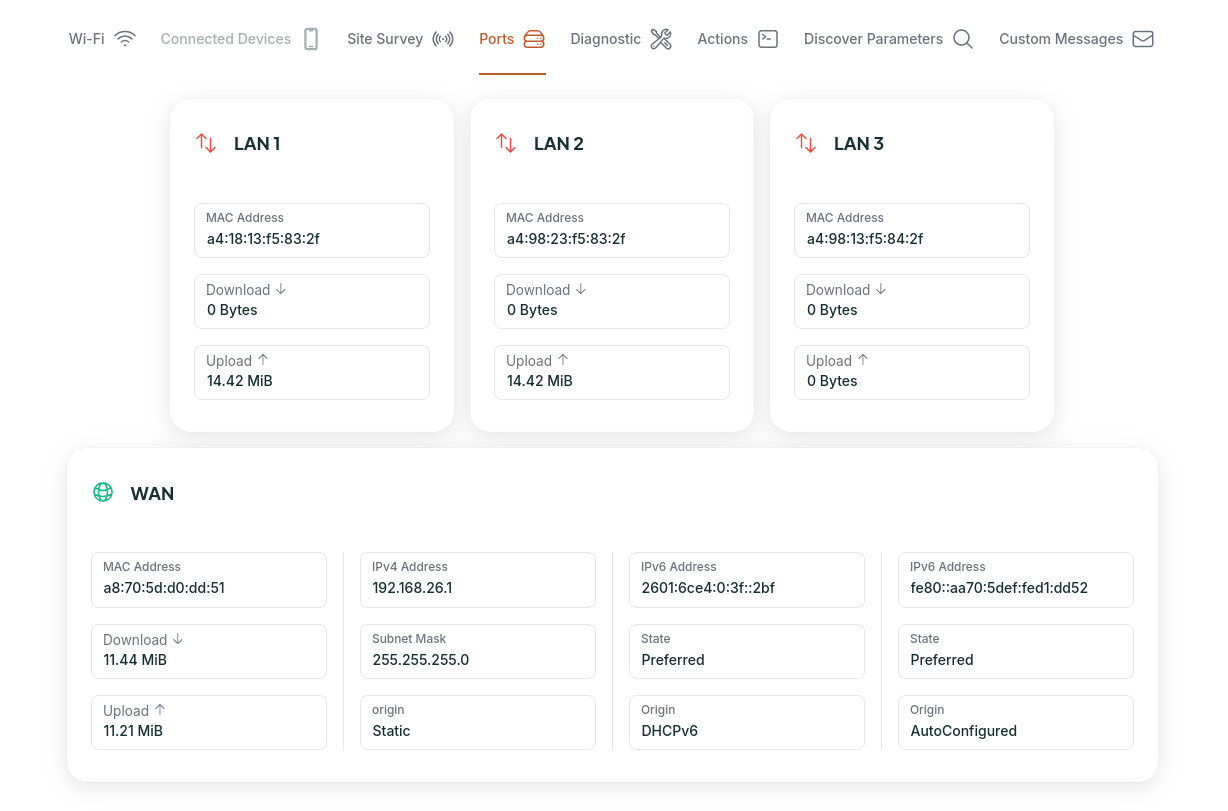 Wi-Fi Connected Devices Site Survey Ports Diagnostic Actions Discover Parameters Custom Messages
LAN 1
MAC Address
a4:18:13:f5:83:2f
Download ↓
0 Bytes
Upload ↑
14.42 MiB
LAN 2
MAC Address
a4:98:23:f5:83:2f
Download ↓
0 Bytes
Upload ↑
14.42 MiB
LAN 3
MAC Address
a4:98:13:f5:84:2f
Download ↓
0 Bytes
Upload ↑
0 Bytes
WAN
MAC Address
a8:70:5d:d0:dd:51
Download ↓
11.44 MiB
Upload ↑
11.21 MiB
IPv4 Address
192.168.26.1
Subnet Mask
255.255.255.0
origin
Static
IPv6 Address
2601:6ce4:0:3f::2bf
State
Preferred
Origin
DHCPv6
IPv6 Address
fe80::aa70:5def:fed1:dd52
State
Preferred
Origin
AutoConfigured